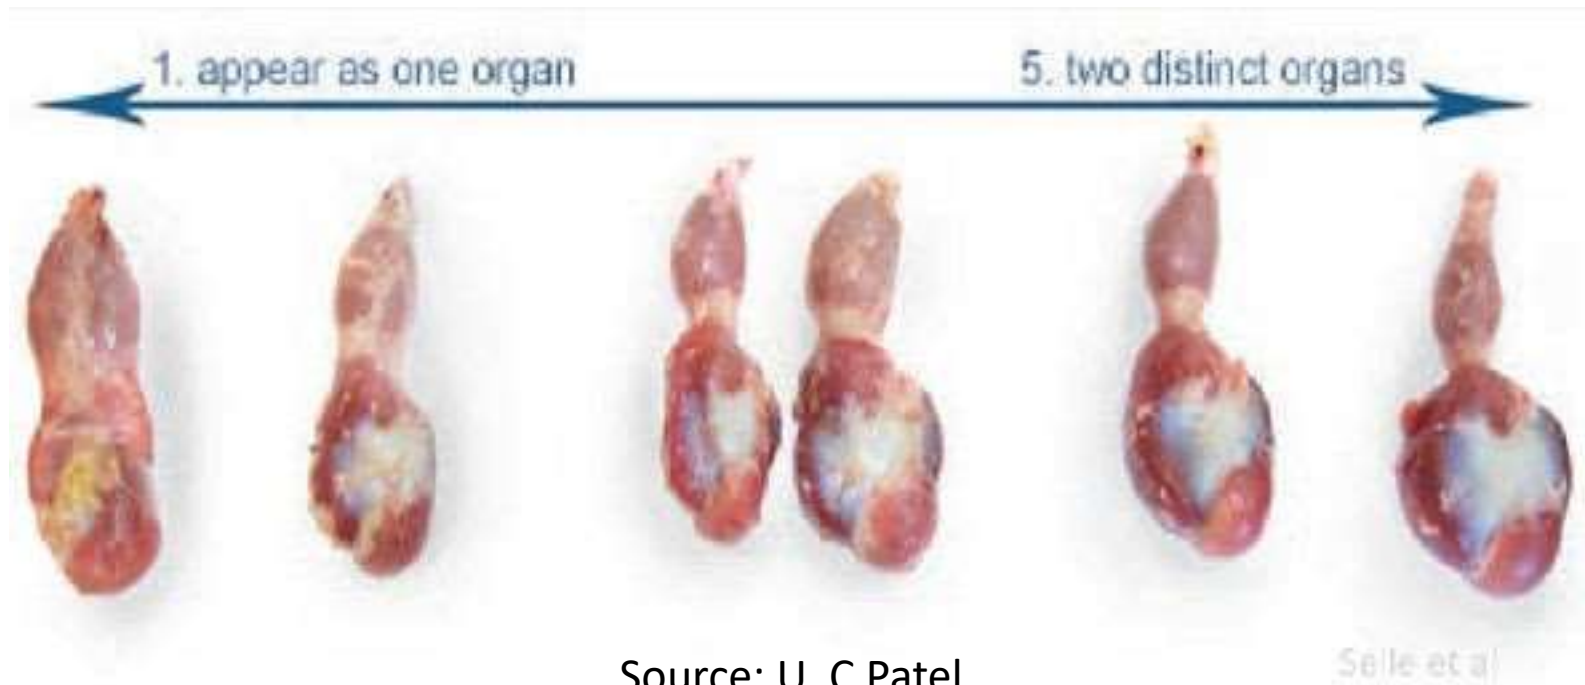 1. appear as one organ
5. two distinct organs
Source: U. C Patel
Selle et al